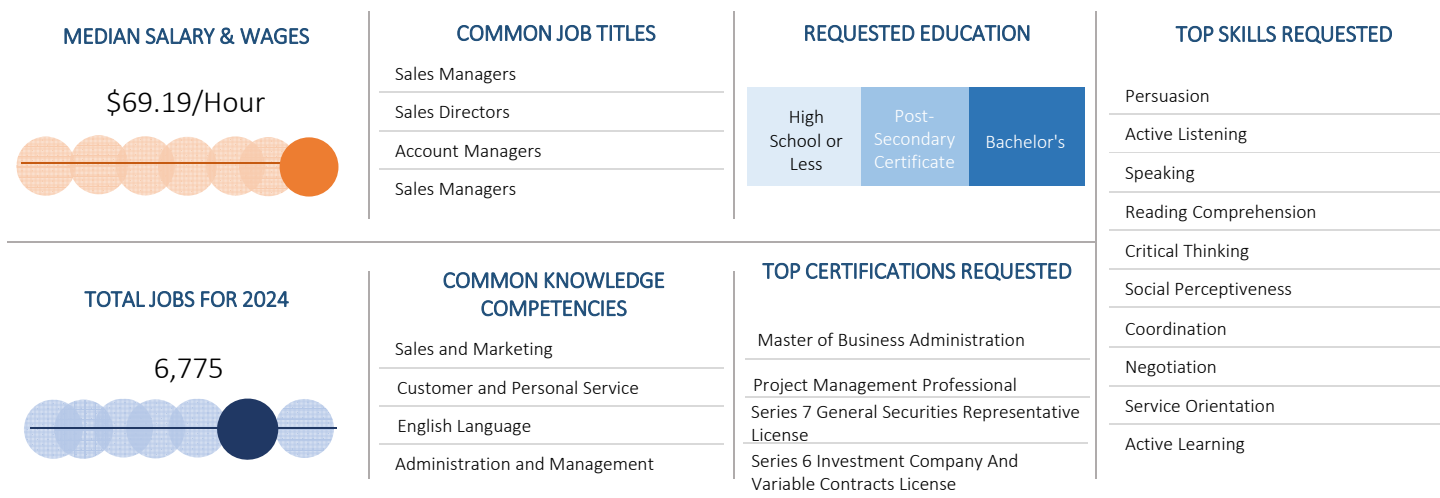 MEDIAN SALARY & WAGES
$69.19/Hour
COMMON JOB TITLES
Sales Managers
Sales Directors
Account Managers
Sales Managers
REQUESTED EDUCATION
High
School or
Less
Post-
Secondary
Certificate
Bachelor's
TOP SKILLS REQUESTED
Persuasion
Active Listening
Speaking
Reading Comprehension
Critical Thinking
Social Perceptiveness
Coordination
Negotiation
Service Orientation
Active Learning
TOTAL JOBS FOR 2024
6,775
COMMON KNOWLEDGE
COMPETENCIES
Sales and Marketing
Customer and Personal Service
English Language
Administration and Management
TOP CERTIFICATIONS REQUESTED
Master of Business Administration
Project Management Professional
Series 7 General Securities Representative
License
Series 6 Investment Company And
Variable Contracts License